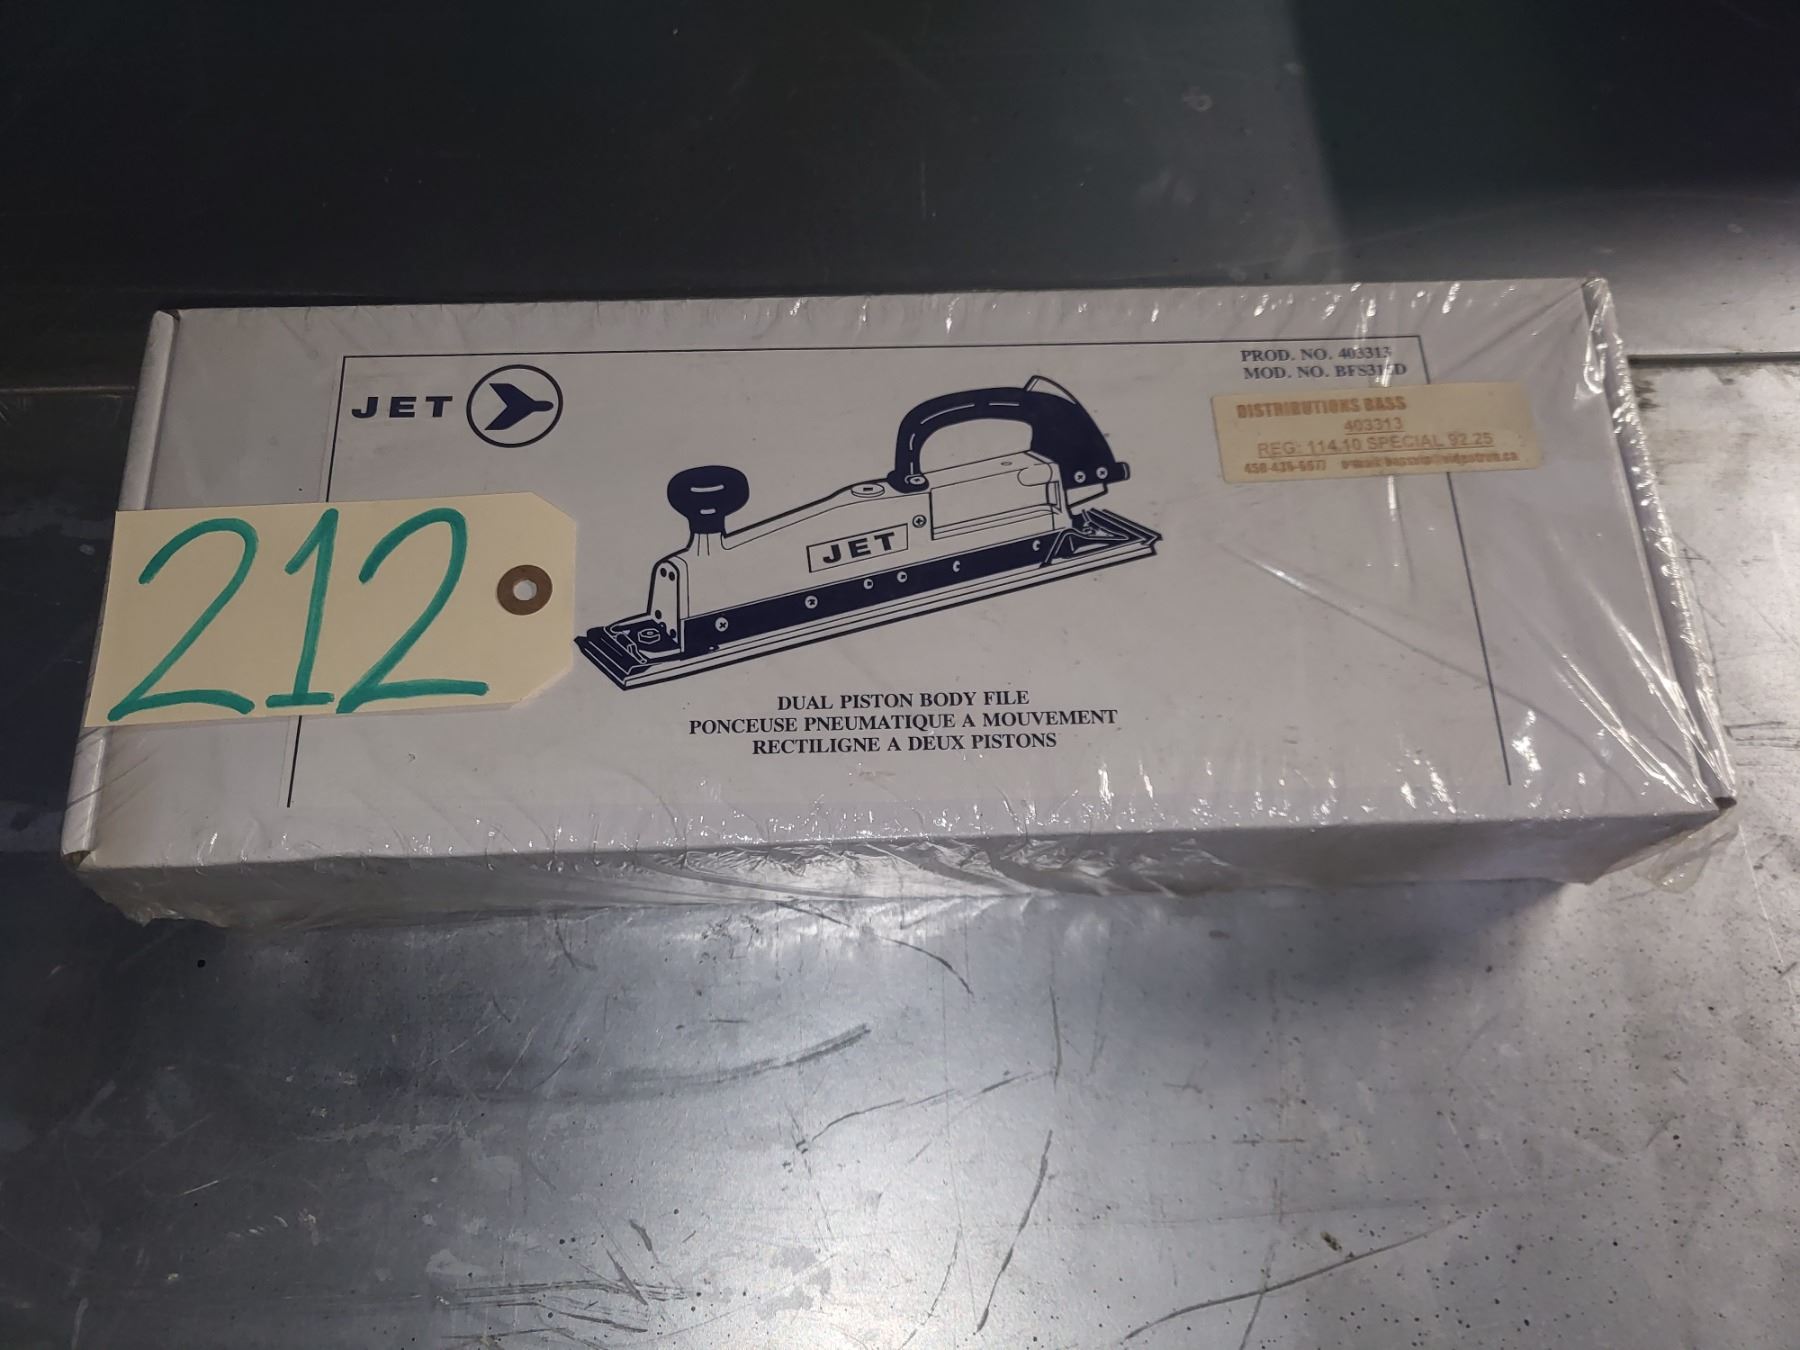 JET
PROD. NO. 403313
MOD. NO.
DISTRIBUTIONS BASS
403313
REG: 114.10 SPECIAL 92.25
212
JET
DUAL PISTON BODY FILE
PONCEUSE PNEUMATIQUE A MOUVEMENT
RECTILIGNE A DEUX PISTONS